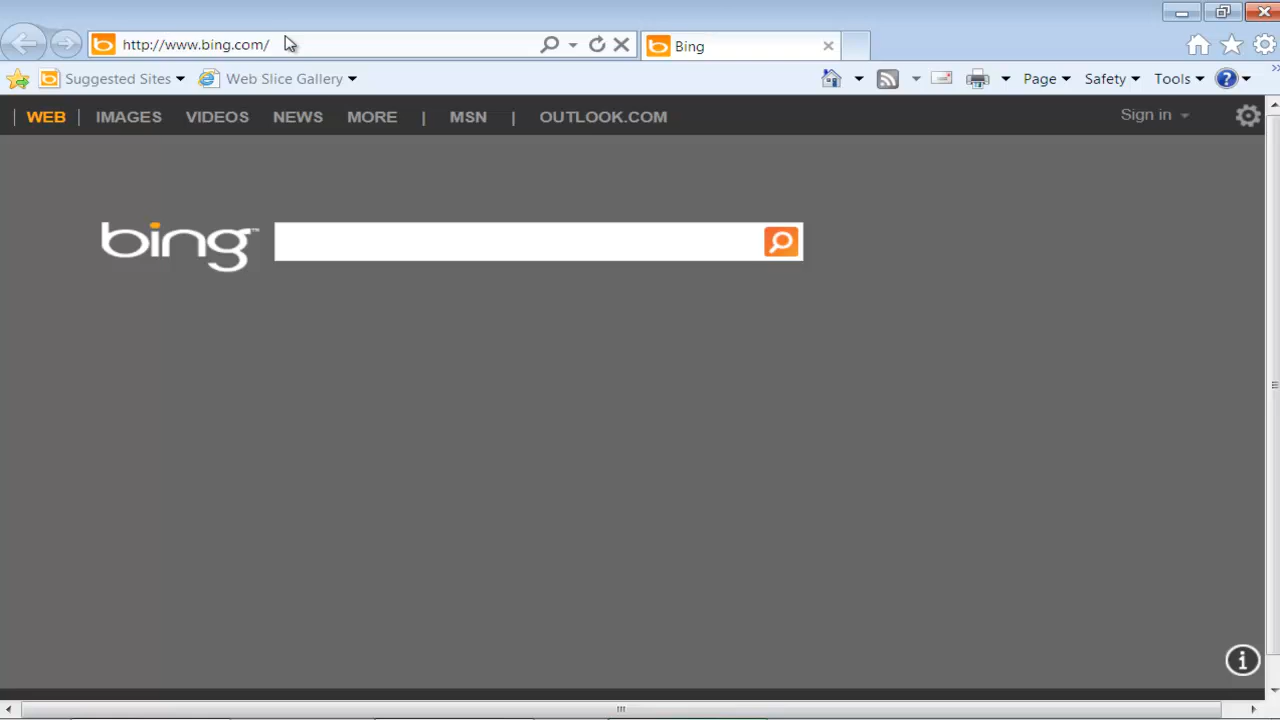 http://www.bing.com/
Bing
Suggested Sites
Web Slice Gallery
Page
Safety
Tools
WEB
IMAGES
VIDEOS
NEWS
MORE
|
MSN
|
OUTLOOK.COM
Sign in
bing™